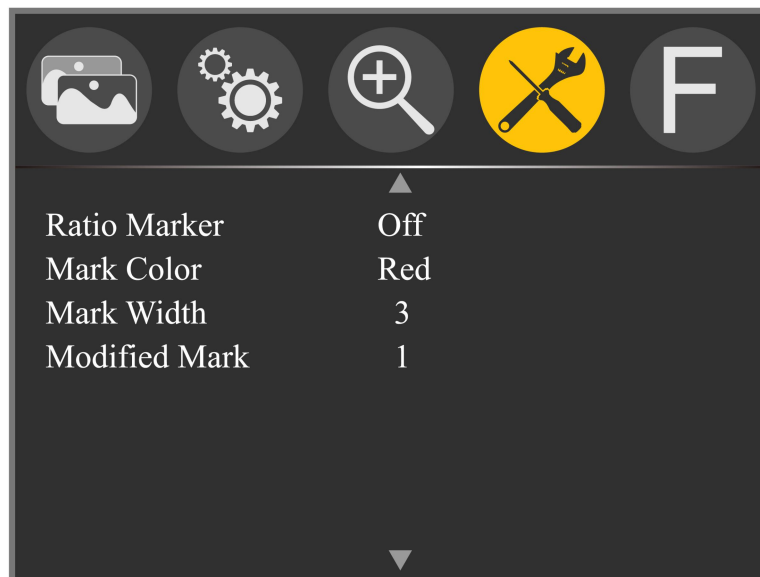 F
Ratio Marker Off
Mark Color Red
Mark Width 3
Modified Mark 1